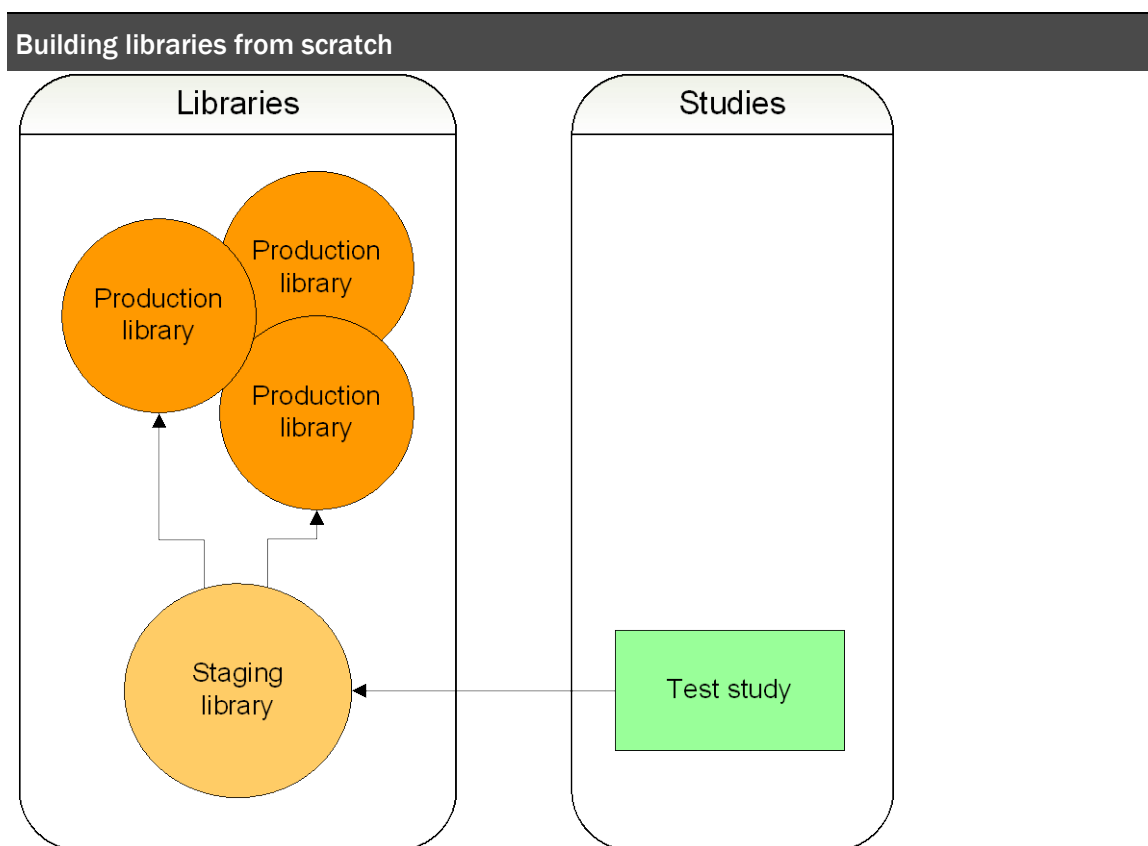 Building libraries from scratch
Libraries
Studies
Production
library
Production
library
Production
library
Staging
library
Test study